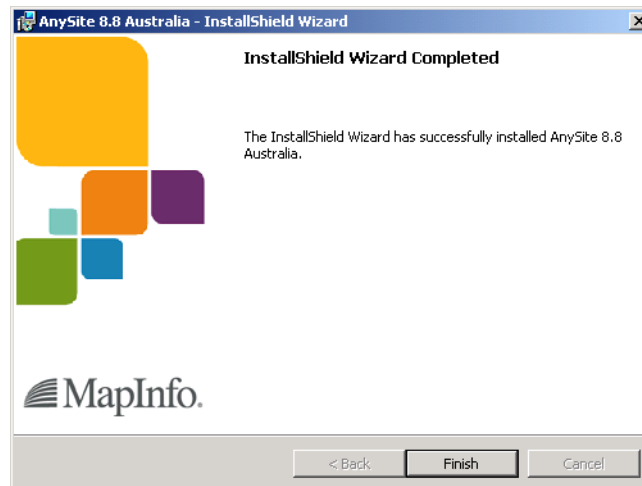 AnySite 8.8 Australia - InstallShield Wizard
InstallShield Wizard Completed
The InstallShield Wizard has successfully installed AnySite 8.8
Australia.
MapInfo.
< Back
Finish
Cancel